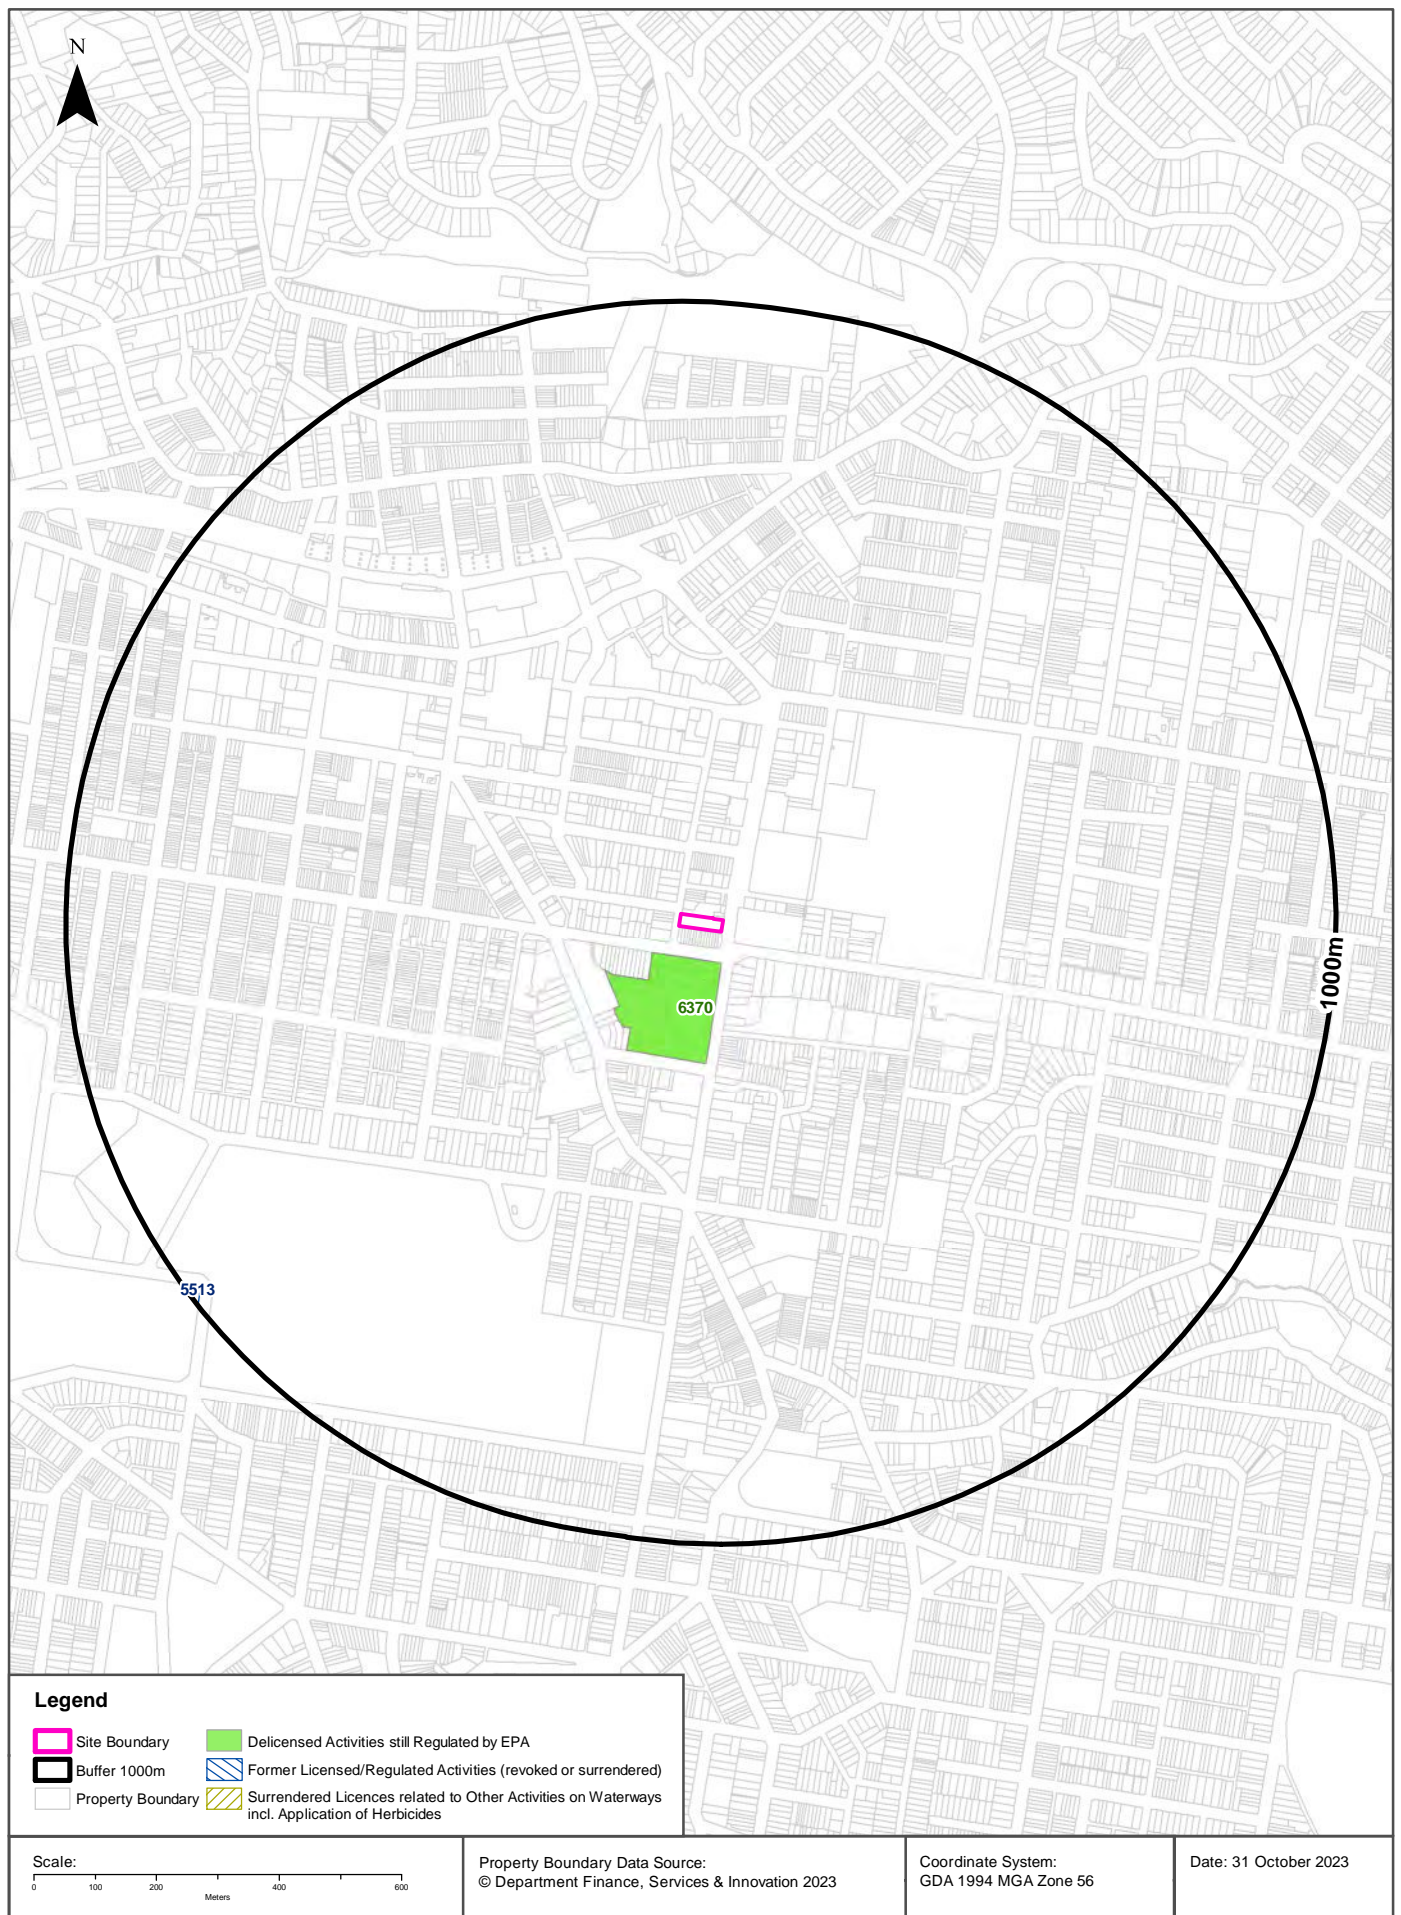 N
1000m
6370
5513
Legend
Site Boundary
Buffer 1000m
Property Boundary
Delicensed Activities still Regulated by EPA
Former Licensed/Regulated Activities (revoked or surrendered)
Surrendered Licences related to Other Activities on Waterways
incl. Application of Herbicides
Scale:
0 100 200 400 600
Meters
Property Boundary Data Source:
© Department Finance, Services & Innovation 2023
Coordinate System:
GDA 1994 MGA Zone 56
Date: 31 October 2023